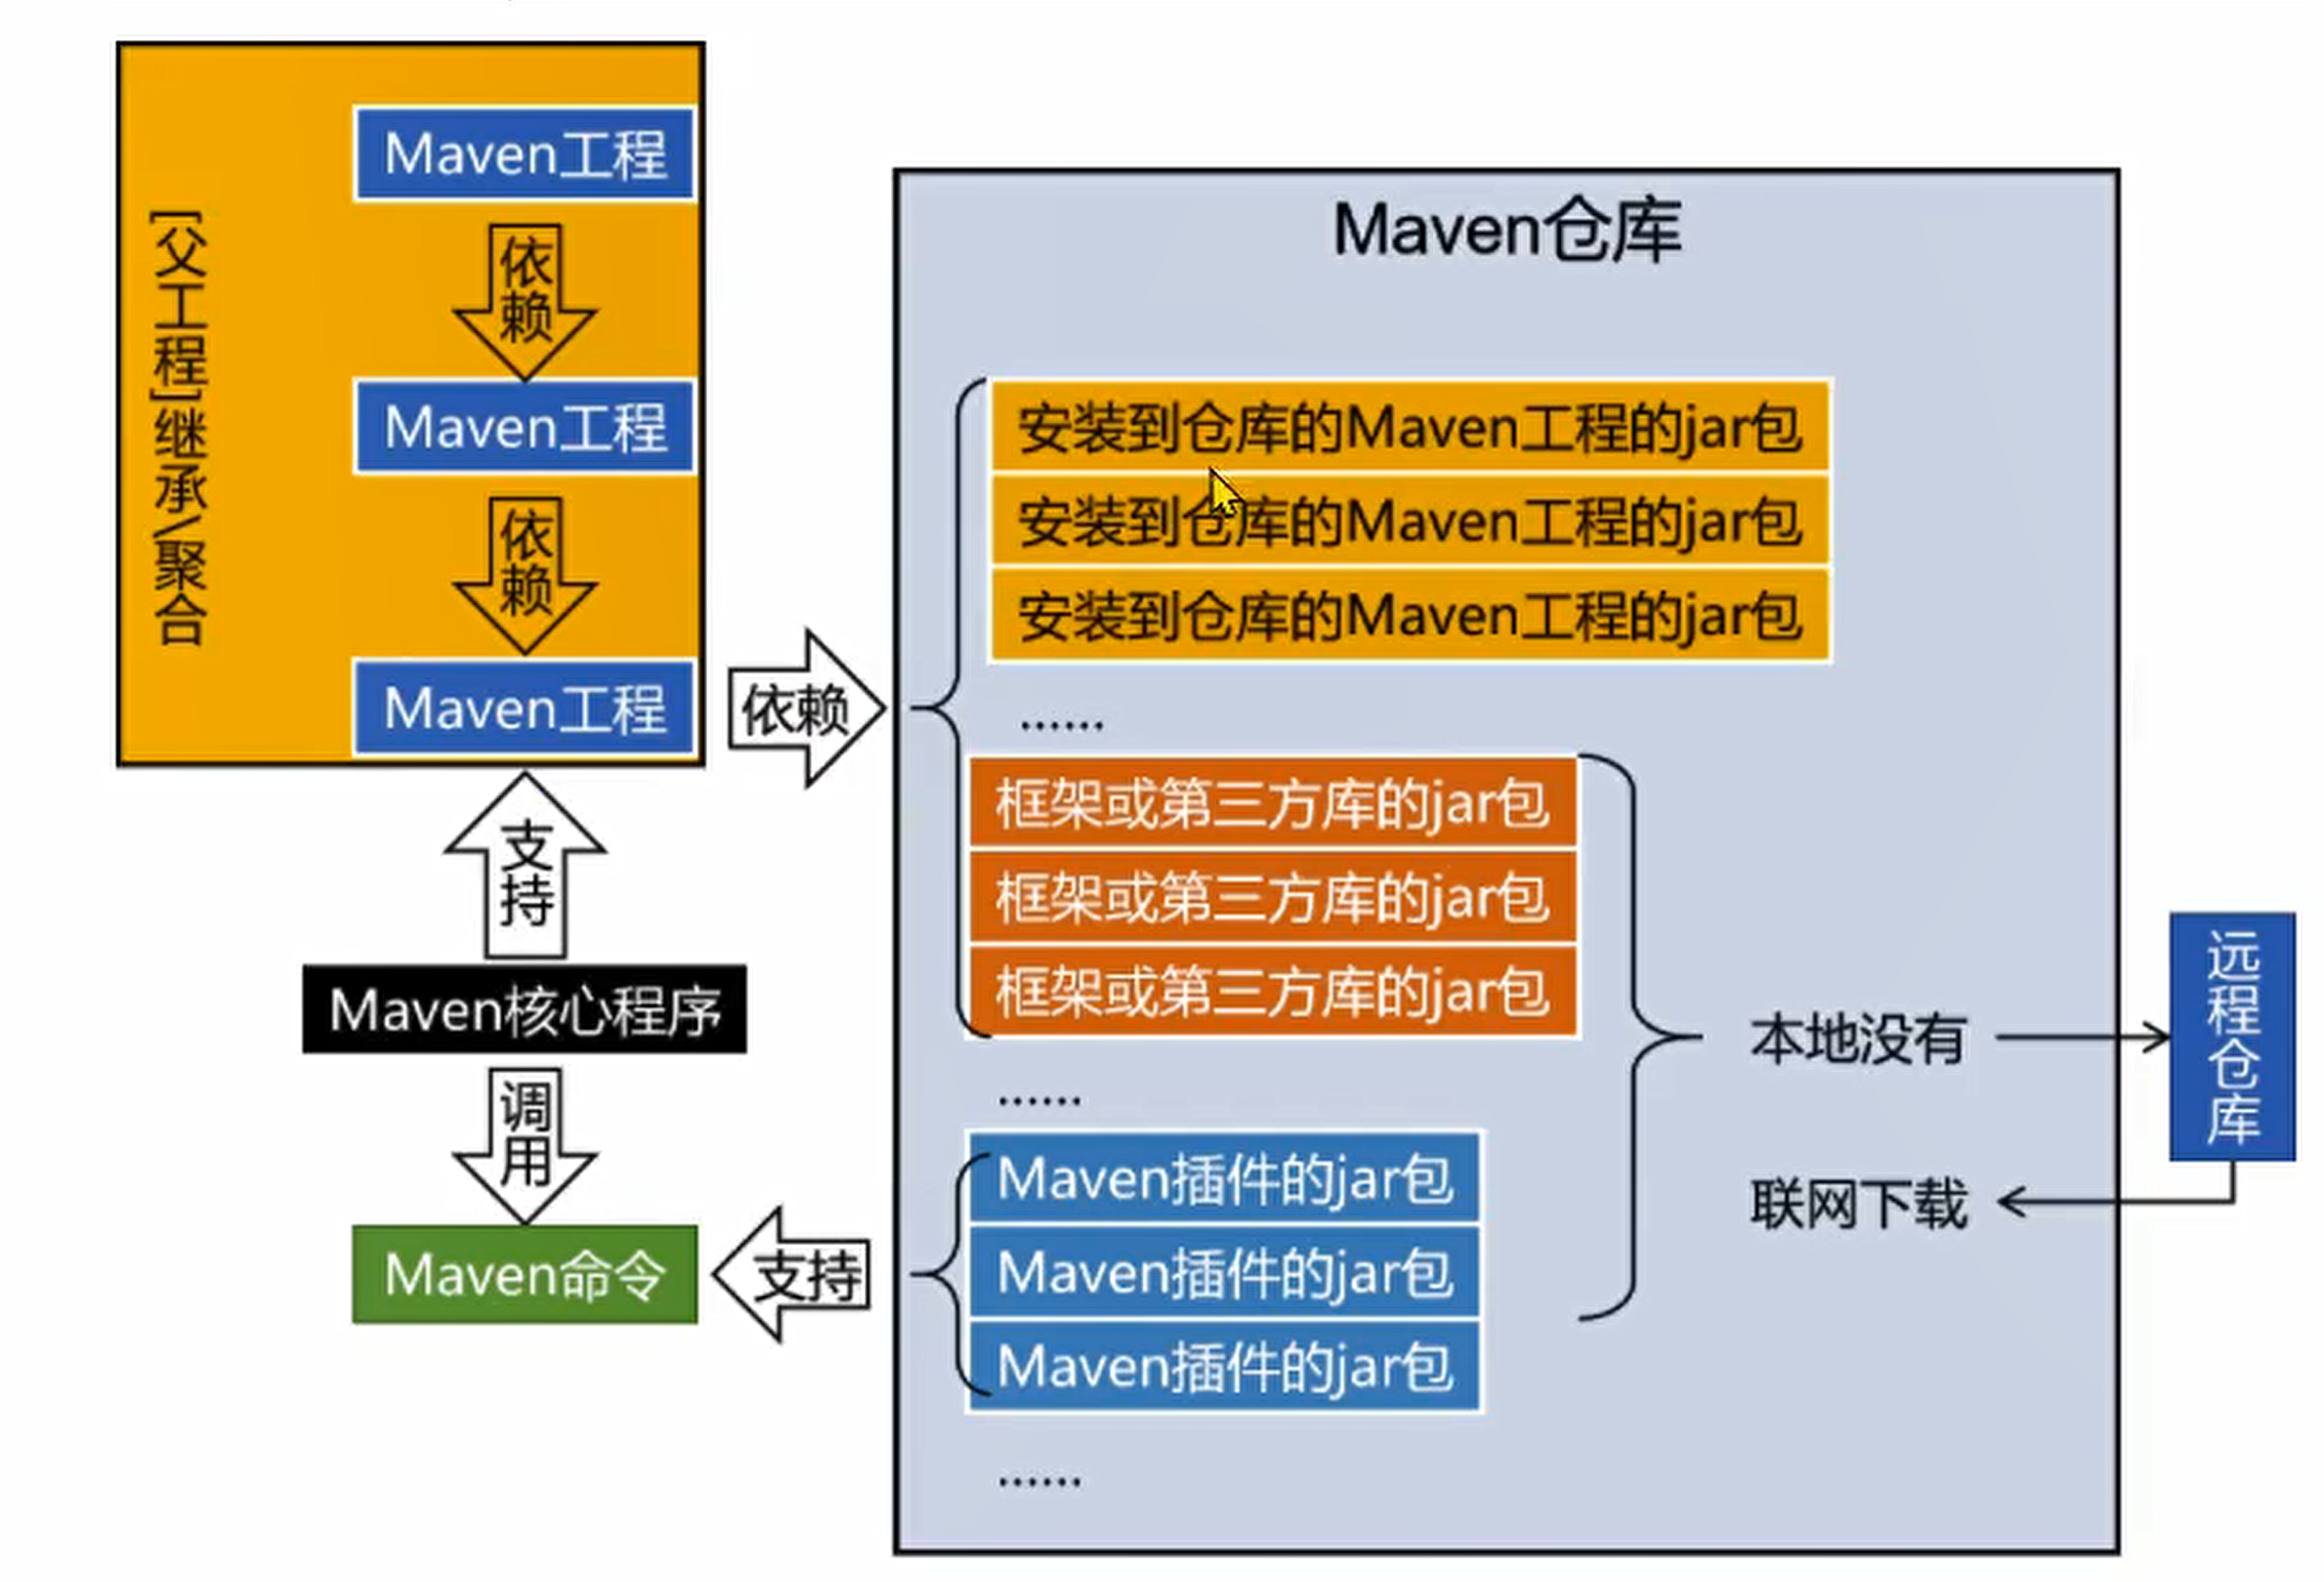 Maven工程
依赖
Maven工程
依赖
Maven工程
[父工程]继承/聚合
依赖
支持
Maven核心程序
调用
Maven命令
支持
Maven仓库
安装到仓库的Maven工程的jar包
安装到仓库的Maven工程的jar包
安装到仓库的Maven工程的jar包
......
框架或第三方库的jar包
框架或第三方库的jar包
框架或第三方库的jar包
......
Maven插件的jar包
Maven插件的jar包
Maven插件的jar包
......
本地没有
联网下载
远程仓库